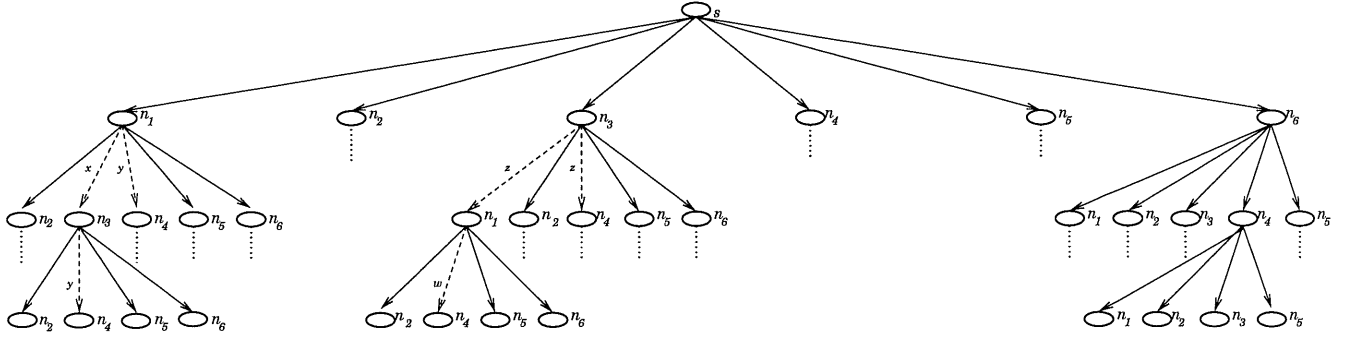 s
n1 n2 n3 n4 n5 n6
x y z z
n2 n3 n4 n5 n6 n1 n2 n4 n5 n6 n1 n2 n3 n4 n5
y w
n2 n4 n5 n6 n2 n4 n5 n6 n1 n2 n3 n5